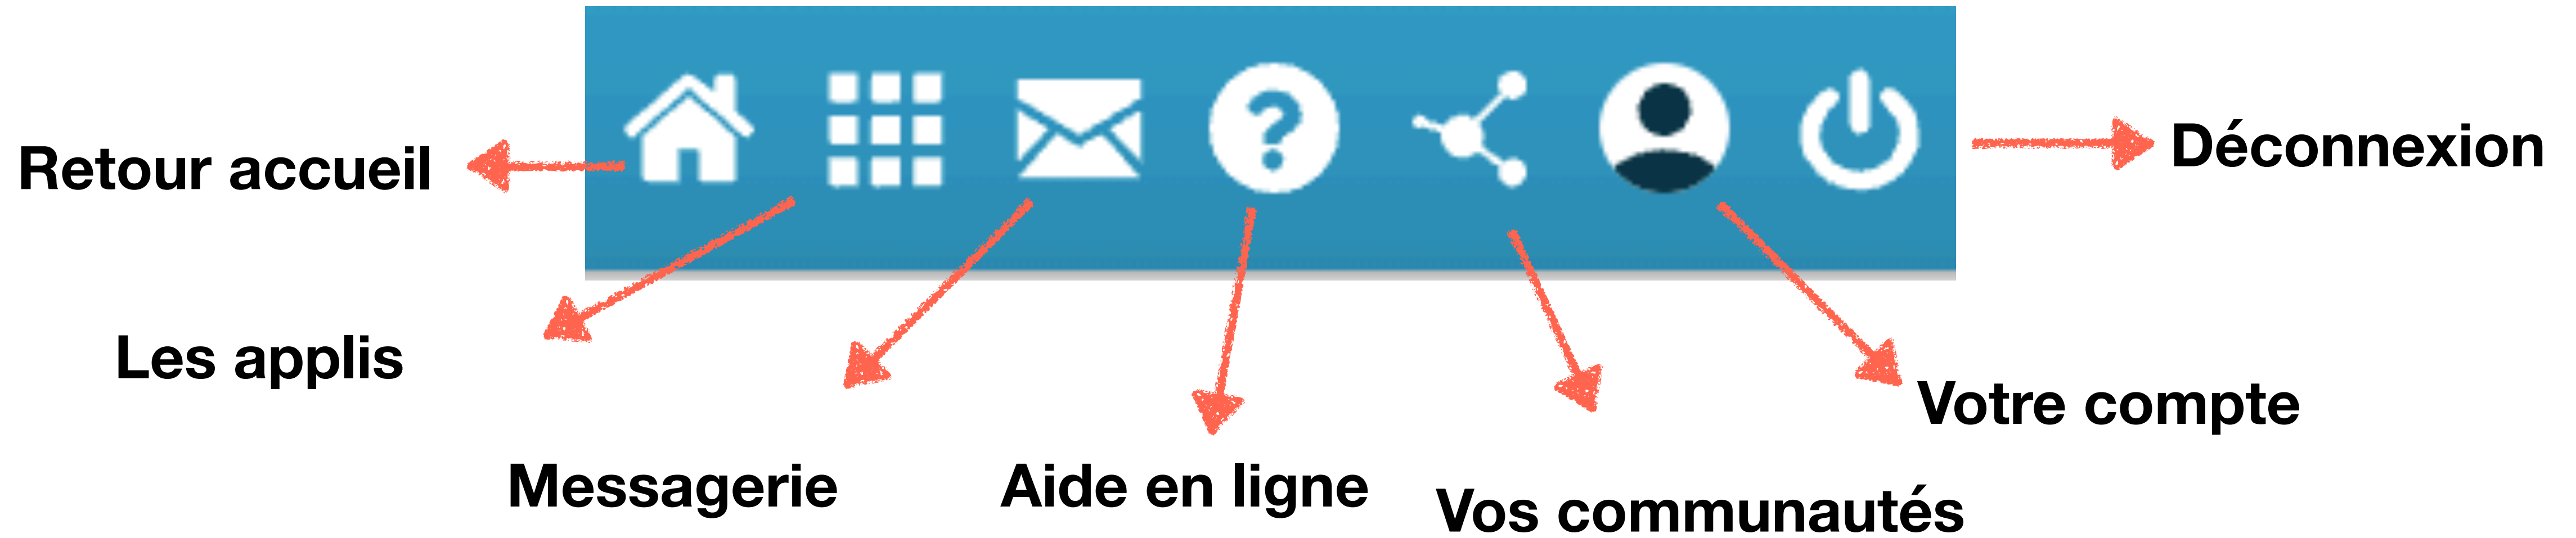 Retour accueil
Les applis
Messagerie
Aide en ligne
Vos communautés
Votre compte
Déconnexion